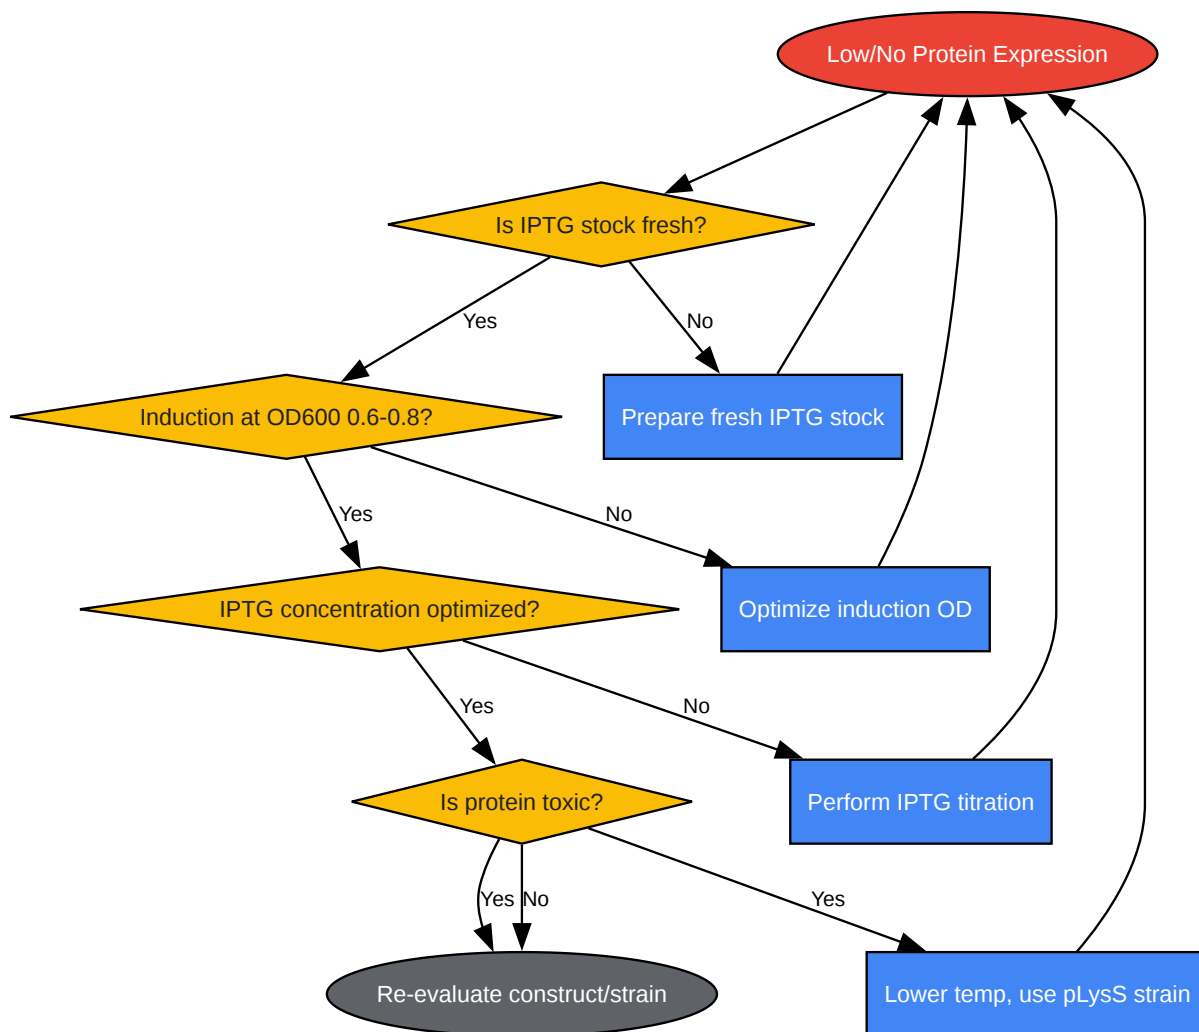 Low/No Protein Expression
Is IPTG stock fresh?
Yes
No
Induction at OD600 0.6-0.8?
Prepare fresh IPTG stock
Yes
No
IPTG concentration optimized?
Optimize induction OD
Yes
No
Is protein toxic?
Perform IPTG titration
Yes
No
Yes
Re-evaluate construct/strain
Lower temp, use pLysS strain